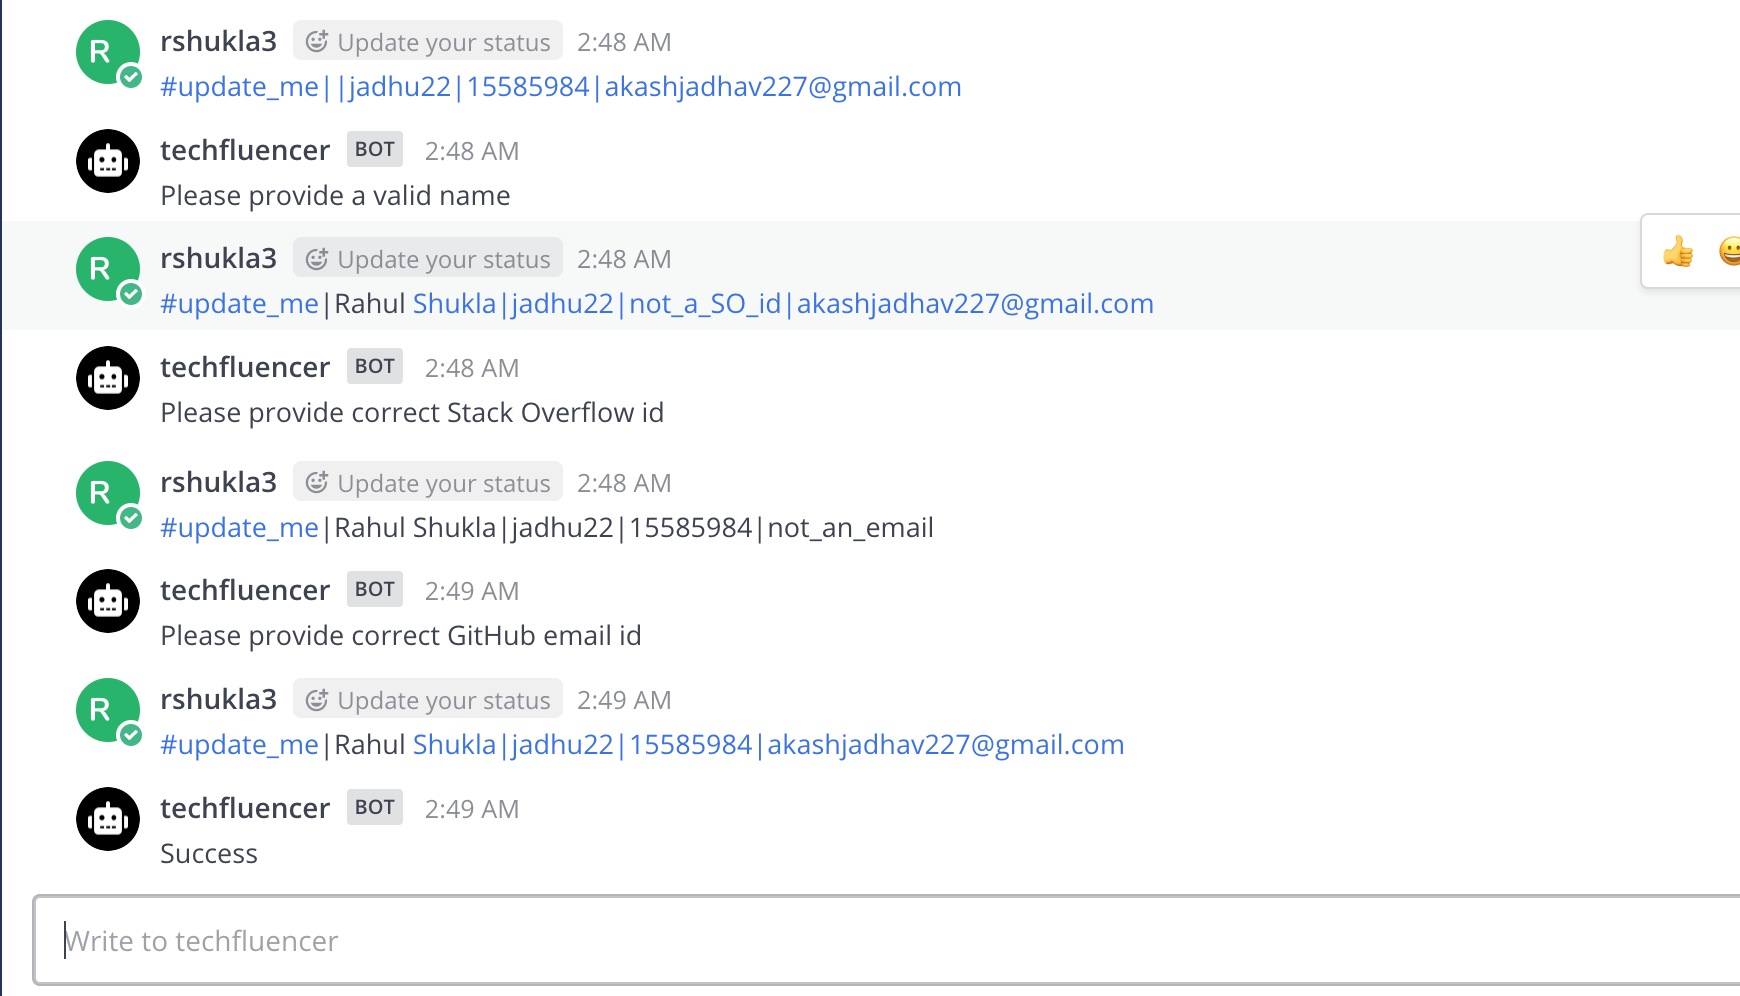 R rshukla3 Update your status 2:48 AM
#update_me||jadhu22|15585984|akashjadhav227@gmail.com
techfluencer BOT 2:48 AM
Please provide a valid name
R rshukla3 Update your status 2:48 AM
#update_me|Rahul Shukla|jadhu22|not_a_SO_id|akashjadhav227@gmail.com
techfluencer BOT 2:48 AM
Please provide correct Stack Overflow id
R rshukla3 Update your status 2:48 AM
#update_me|Rahul Shukla|jadhu22|15585984|not_an_email
techfluencer BOT 2:49 AM
Please provide correct GitHub email id
R rshukla3 Update your status 2:49 AM
#update_me|Rahul Shukla|jadhu22|15585984|akashjadhav227@gmail.com
techfluencer BOT 2:49 AM
Success
Write to techfluencer